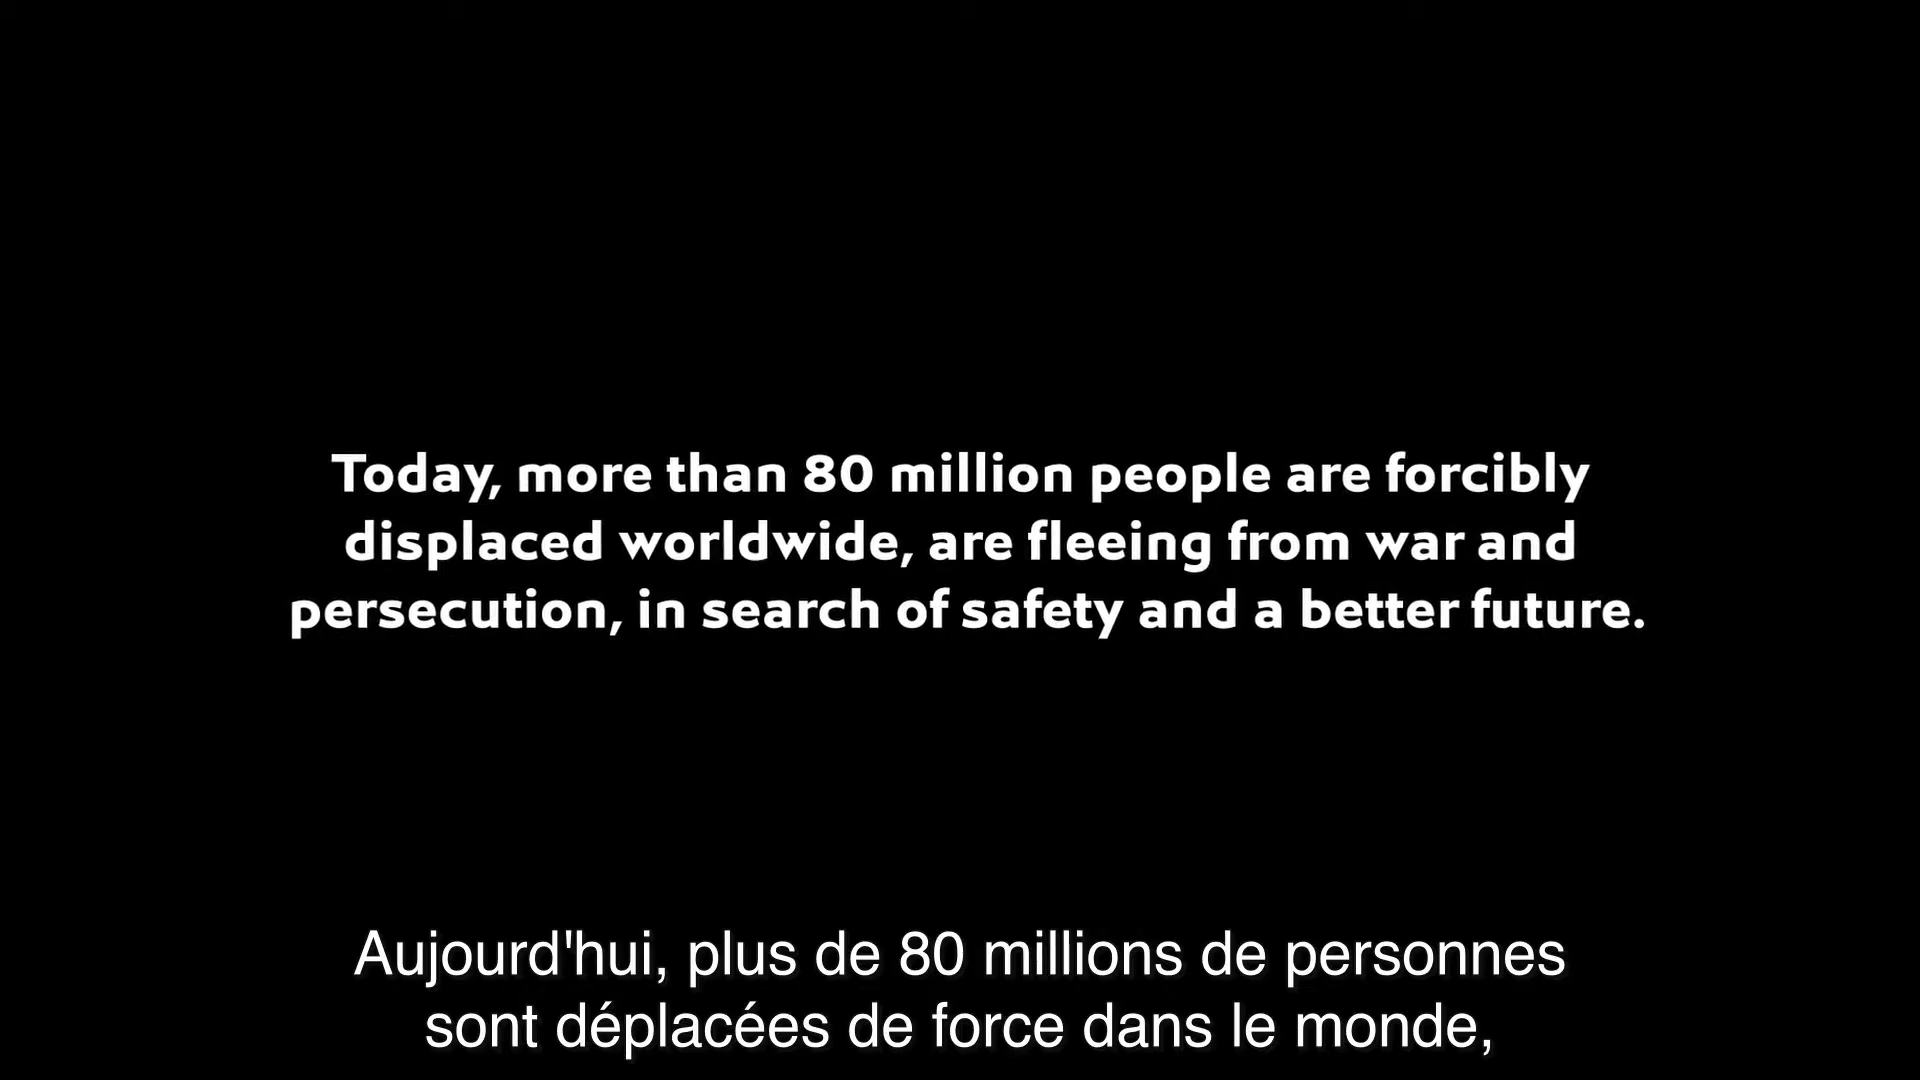 Today, more than 80 million people are forcibly
displaced worldwide, are fleeing from war and
persecution, in search of safety and a better future.
Aujourd'hui, plus de 80 millions de personnes
sont déplacées de force dans le monde,